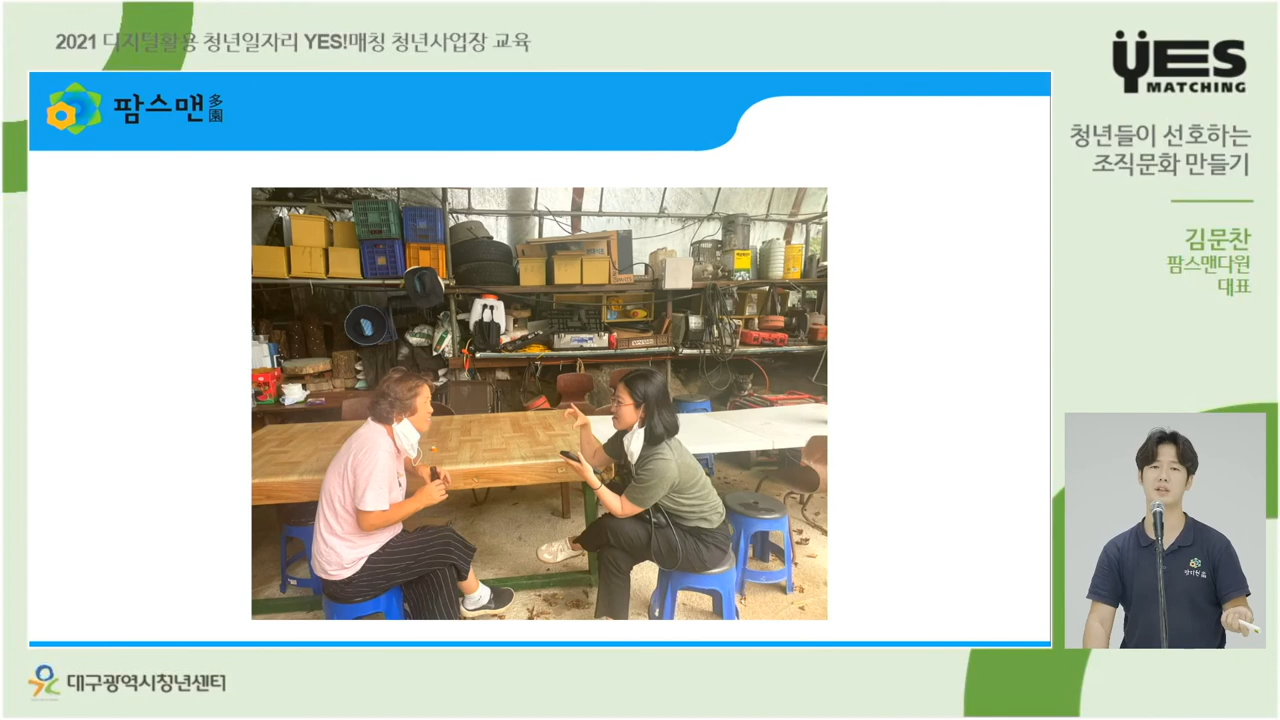 2021 디지털활용 청년일자리 YES!매칭 청년사업장 교육
YES
MATCHING
팜스맨
多園
청년들이 선호하는
조직문화 만들기
김문찬
팜스맨다원
대표
대구광역시청년센터